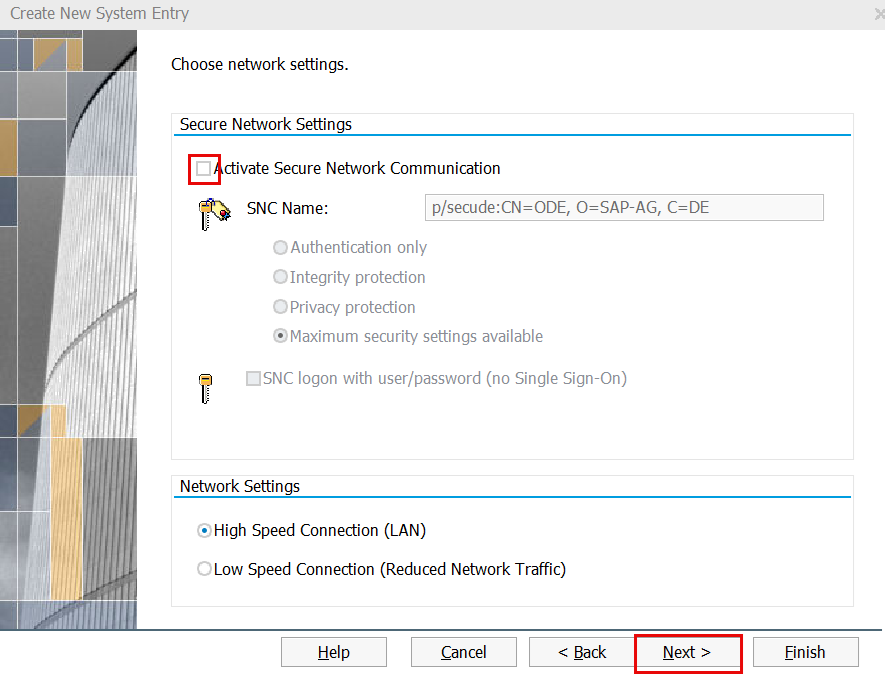 Create New System Entry
Choose network settings.
Secure Network Settings
Activate Secure Network Communication
SNC Name: p/secude:CN=ODE, O=SAP-AG, C=DE
Authentication only
Integrity protection
Privacy protection
Maximum security settings available
SNC logon with user/password (no Single Sign-On)
Network Settings
High Speed Connection (LAN)
Low Speed Connection (Reduced Network Traffic)
Help Cancel < Back Next > Finish